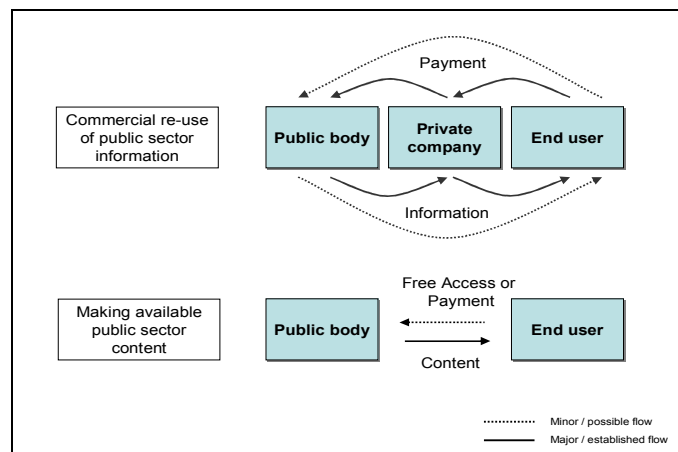 Payment
Commercial re-use
of public sector
information
Public body
Private
company
End user
Information
Making available
public sector
content
Public body
Free Access or
Payment
End user
Content
Minor / possible flow
Major / established flow